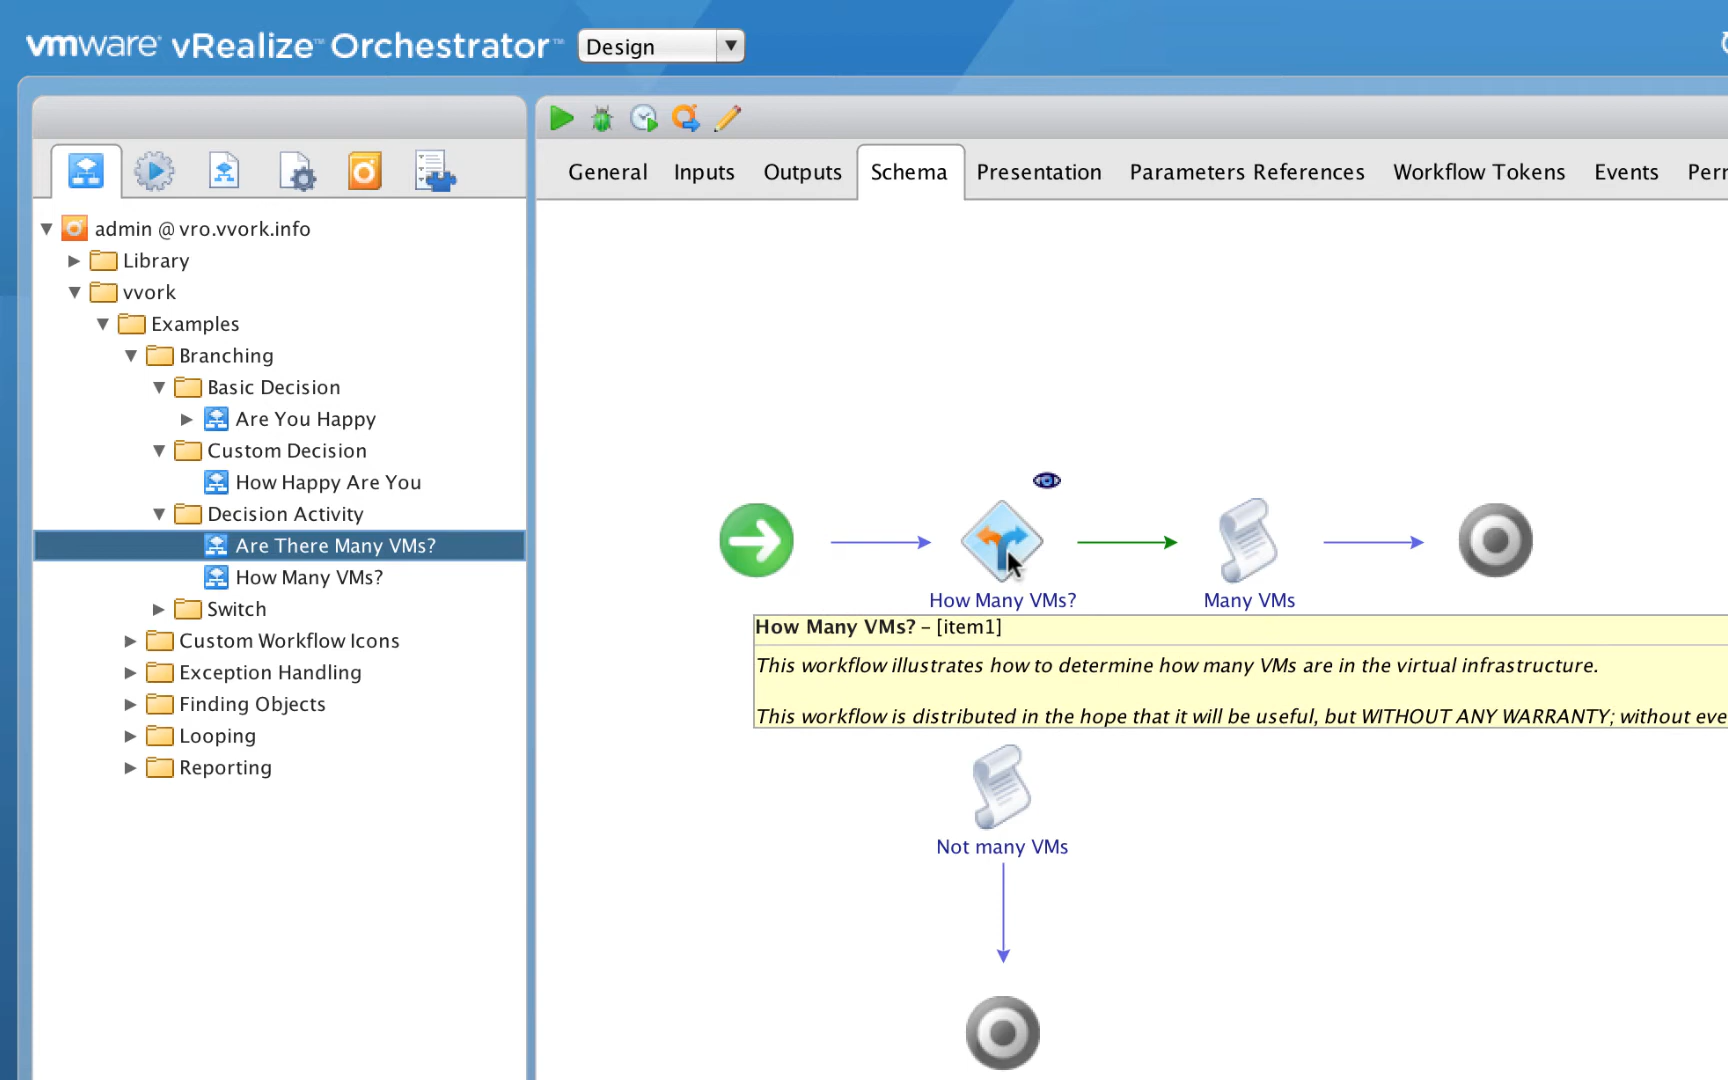 vmware vRealize™ Orchestrator™
Design
General Inputs Outputs Schema Presentation Parameters References Workflow Tokens Events
admin @ vro.vvork.info
Library
vvork
Examples
Branching
Basic Decision
Are You Happy
Custom Decision
How Happy Are You
Decision Activity
Are There Many VMs?
How Many VMs?
Switch
Custom Workflow Icons
Exception Handling
Finding Objects
Looping
Reporting
How Many VMs?
Many VMs
How Many VMs? – [item1]
This workflow illustrates how to determine how many VMs are in the virtual infrastructure.
This workflow is distributed in the hope that it will be useful, but WITHOUT ANY WARRANTY; without eve
Not many VMs